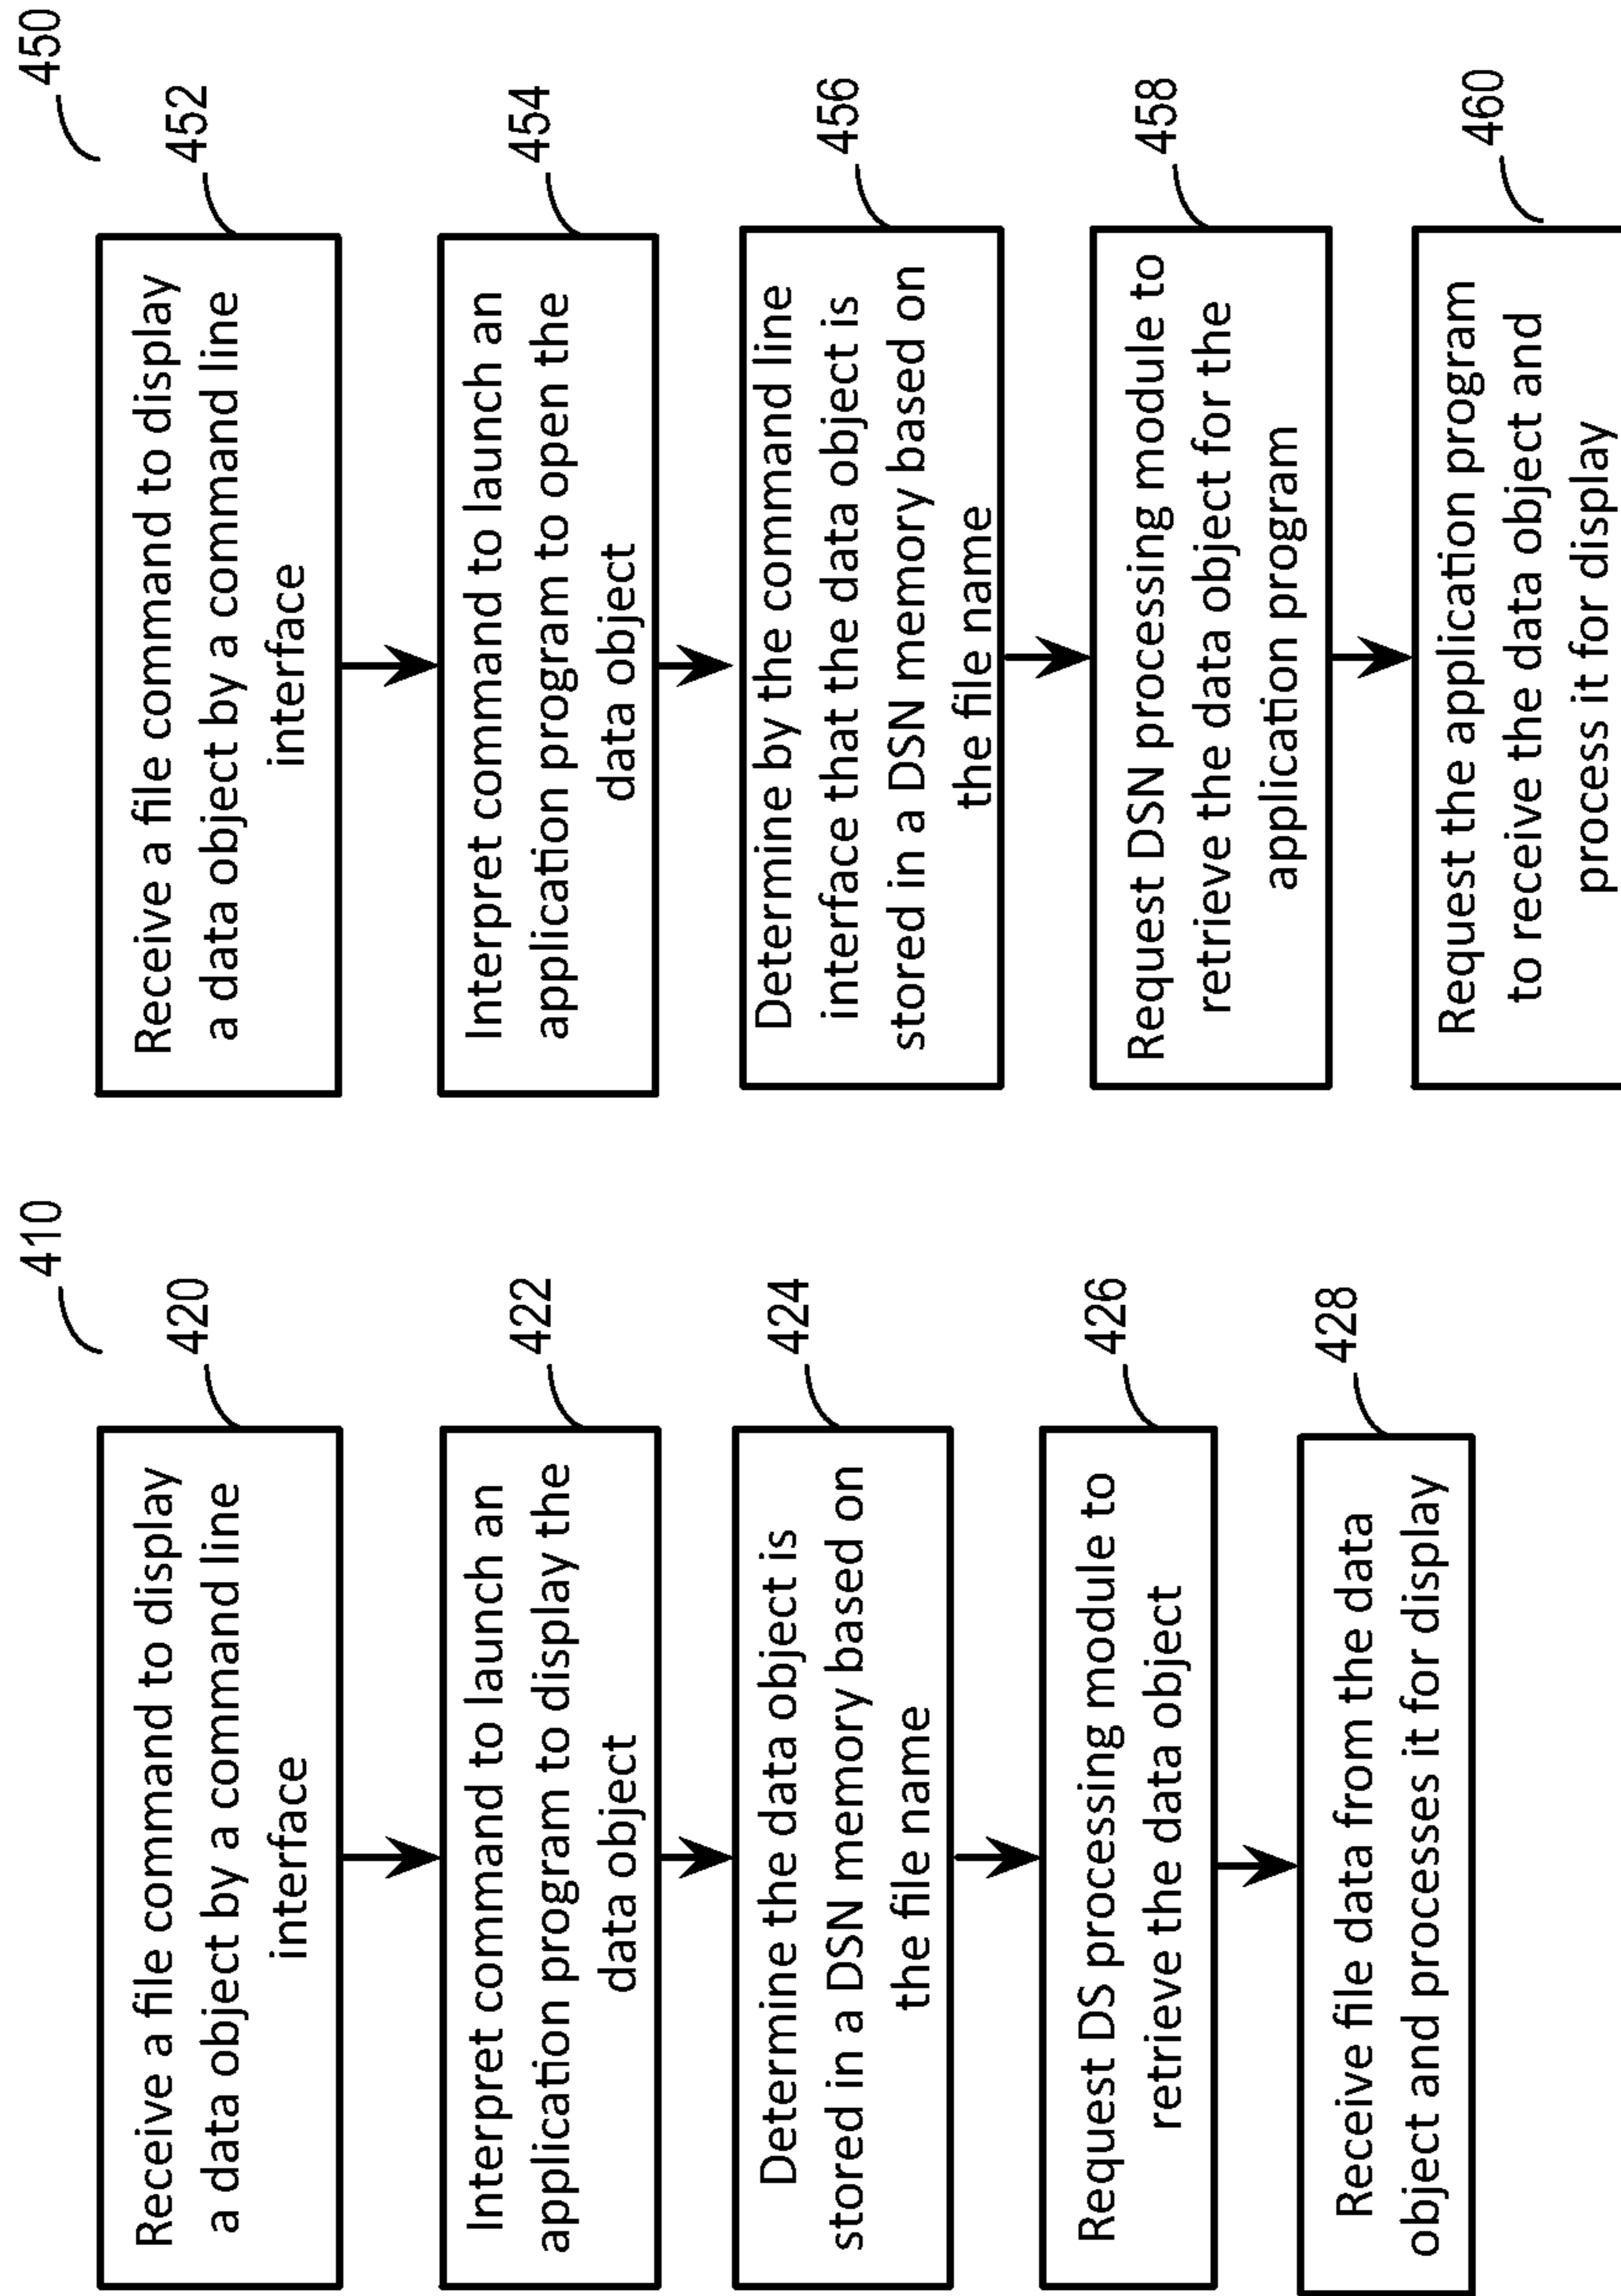 410
Receive a file command to display
a data object by a command line
interface
420
Interpret command to launch an
application program to display the
data object
422
Determine the data object is
stored in a DSN memory based on
the file name
424
Request DS processing module to
retrieve the data object
426
Receive file data from the data
object and processes it for display
428
450
Receive a file command to display
a data object by a command line
interface
452
Interpret command to launch an
application program to open the
data object
454
Determine by the command line
interface that the data object is
stored in a DSN memory based on
the file name
456
Request DSN processing module to
retrieve the data object for the
application program
458
Request the application program
to receive the data object and
process it for display
460